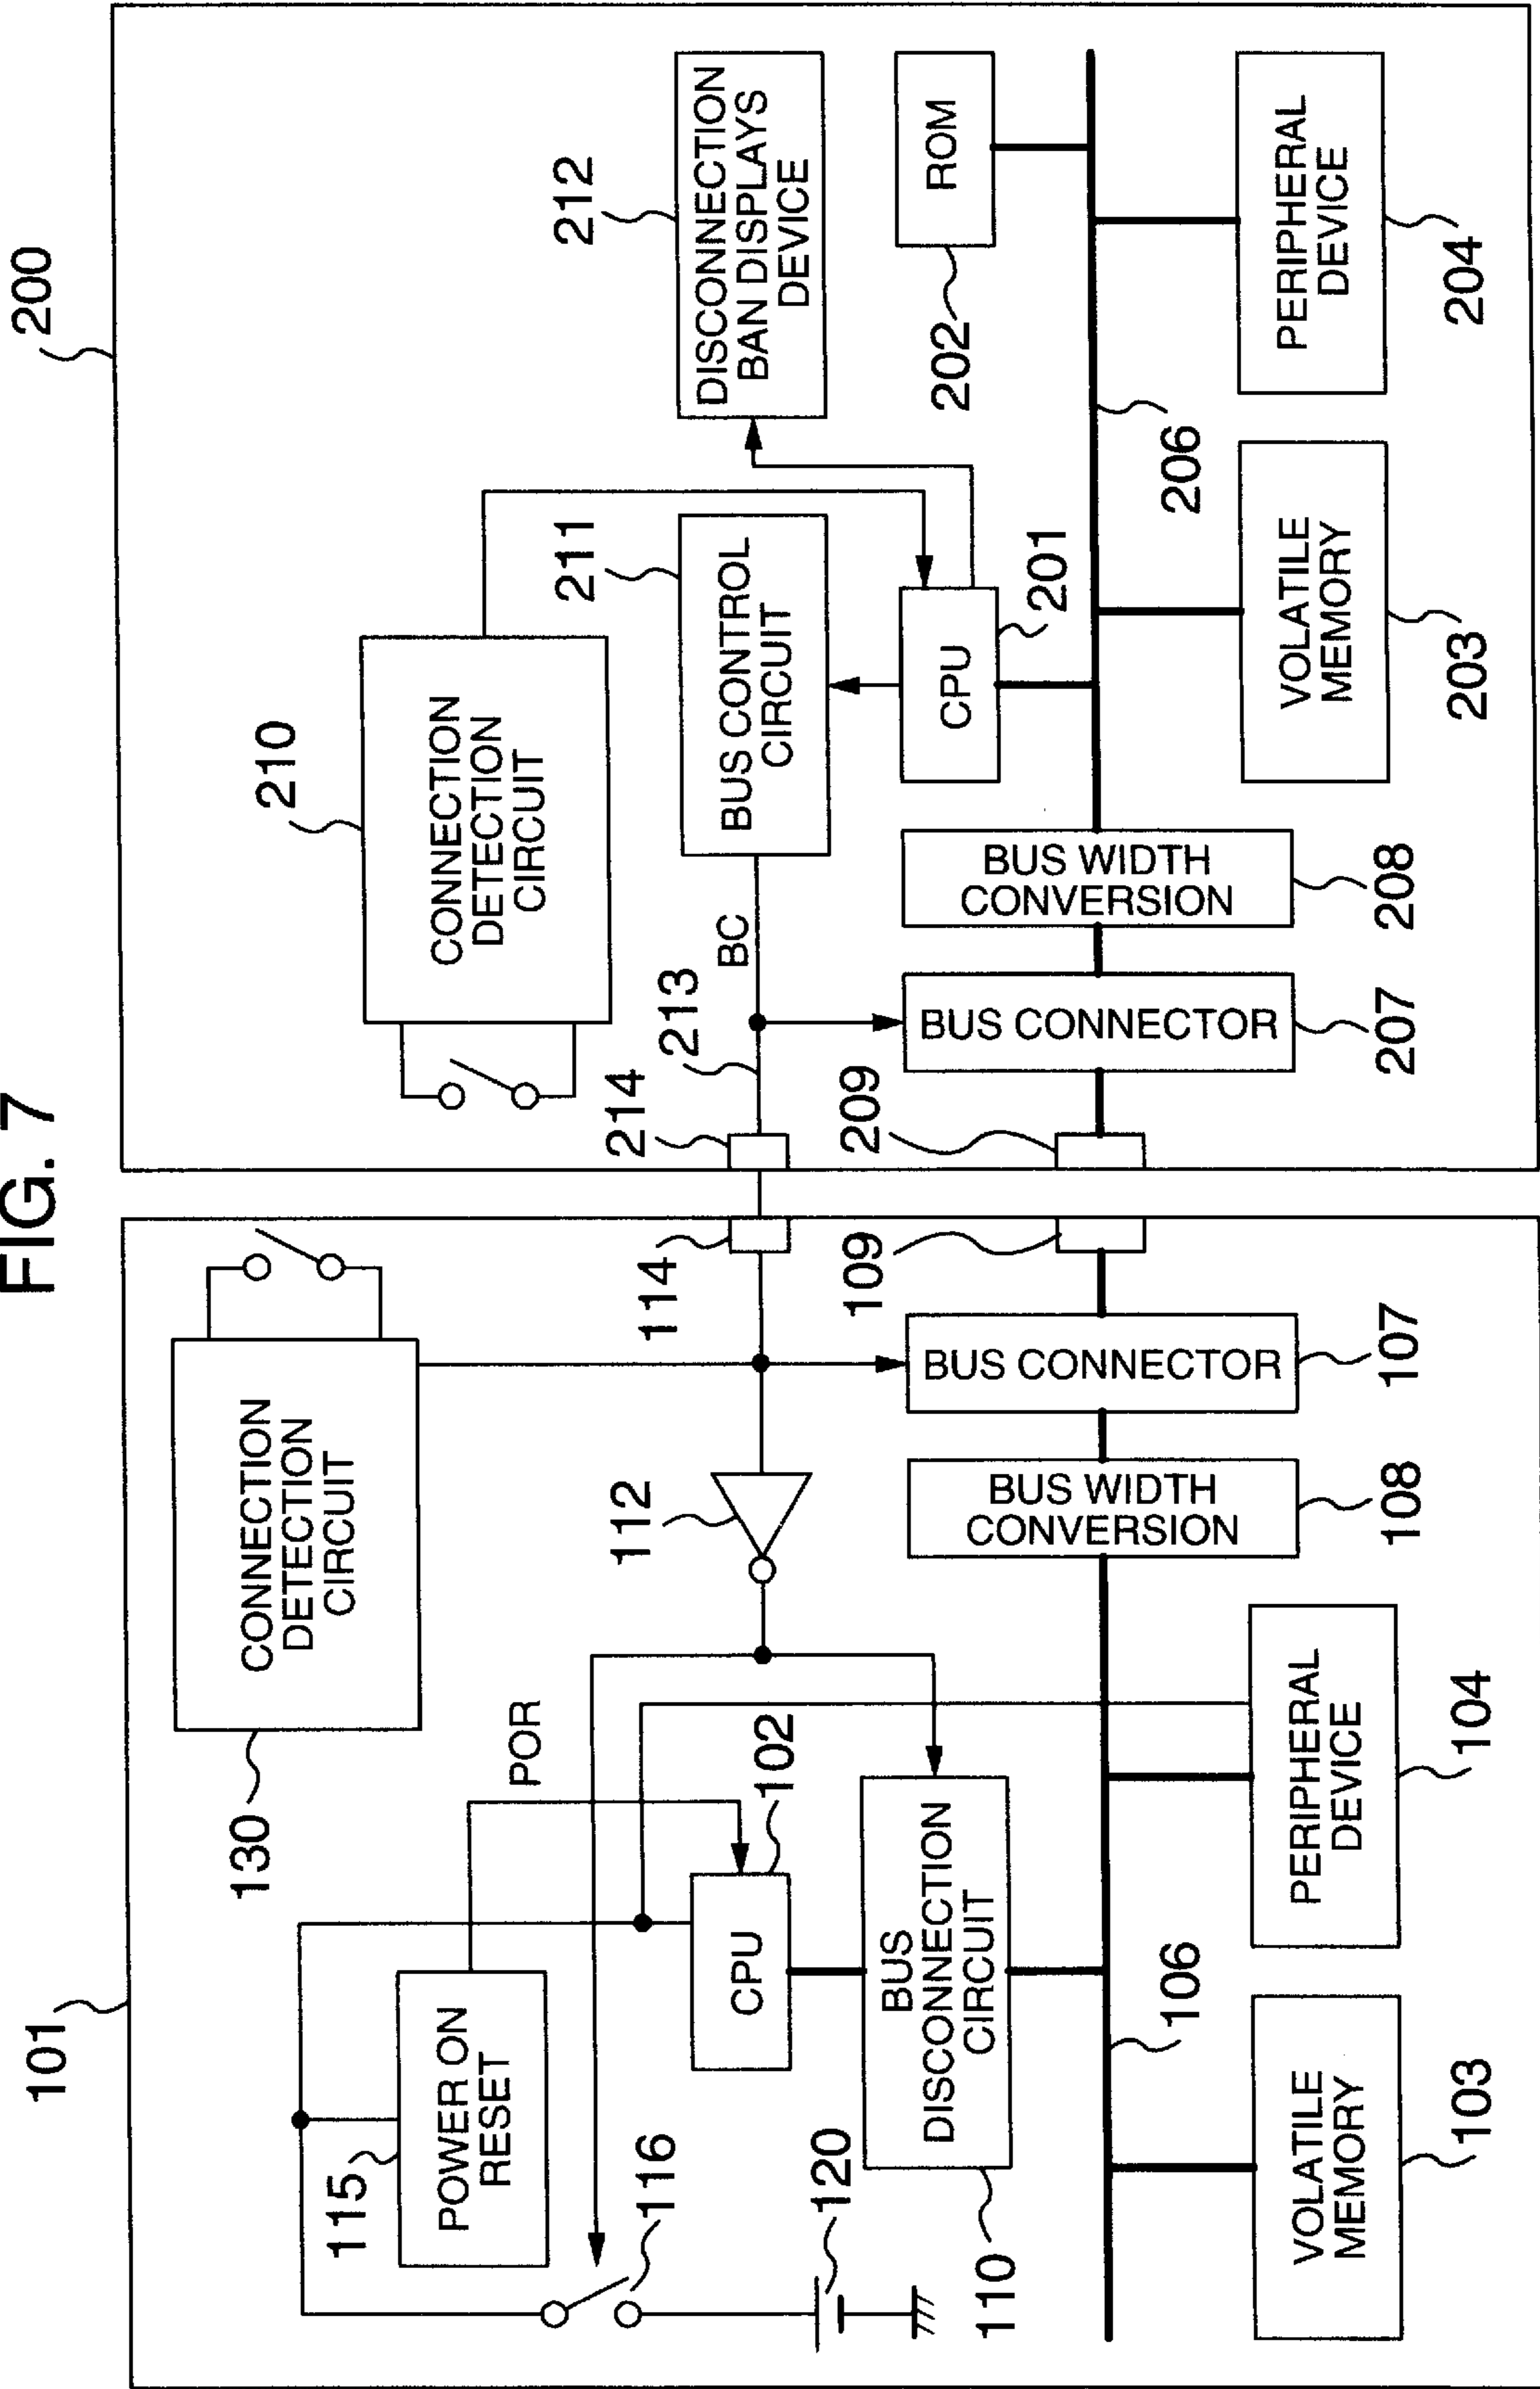 FIG. 7
101
115
POWER ON
RESET
POR
130
CONNECTION
DETECTION
CIRCUIT
116
120
CPU
102
112
114
110
BUS
DISCONNECTION
CIRCUIT
106
BUS WIDTH
CONVERSION
108
BUS CONNECTOR
107
109
VOLATILE
MEMORY
103
PERIPHERAL
DEVICE
104
200
210
CONNECTION
DETECTION
CIRCUIT
214
213
BC
211
BUS CONTROL
CIRCUIT
212
DISCONNECTION
BAN DISPLAYS
DEVICE
209
BUS CONNECTOR
207
BUS WIDTH
CONVERSION
208
CPU
201
202
ROM
206
VOLATILE
MEMORY
203
PERIPHERAL
DEVICE
204